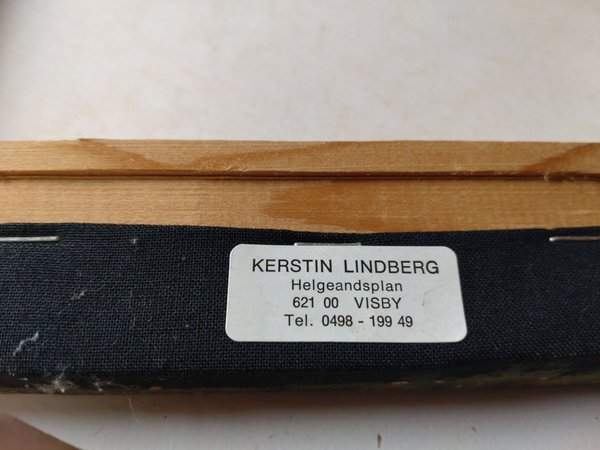 KERSTIN LINDBERG
Helgeandsplan
621 00 VISBY
Tel. 0498 - 199 49